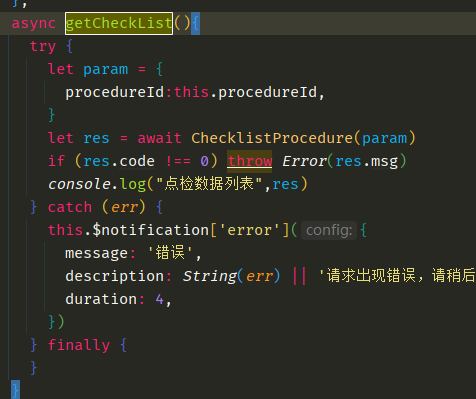 },
async getCheckList(){
try {
let param = {
procedureId:this.procedureId,
}
let res = await ChecklistProcedure(param)
if (res.code !== 0) throw Error(res.msg)
console.log("点检数据列表",res)
} catch (err) {
this.$notification['error']( config: {
message: '错误',
description: String(err) || '请求出现错误，请稍后
duration: 4,
})
} finally {
}
}